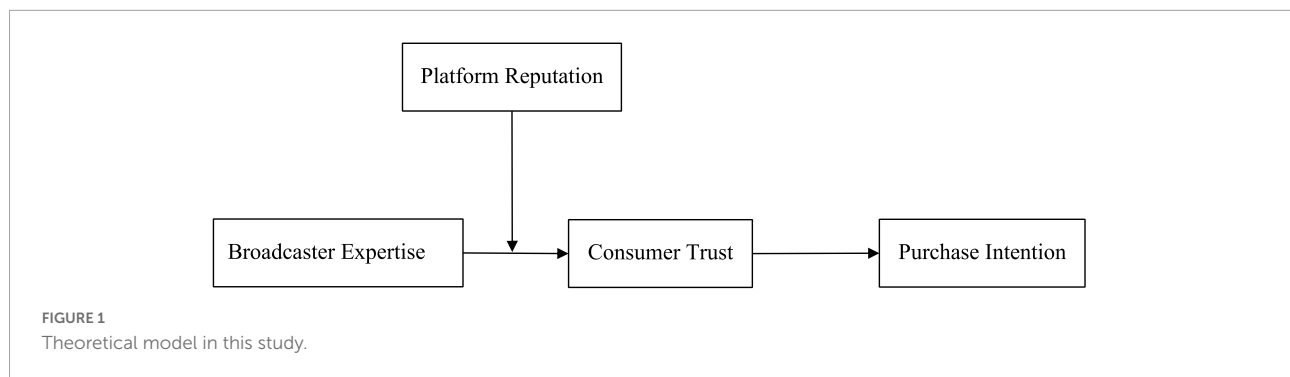 Platform Reputation
Broadcaster Expertise
Consumer Trust
Purchase Intention
FIGURE 1
Theoretical model in this study.